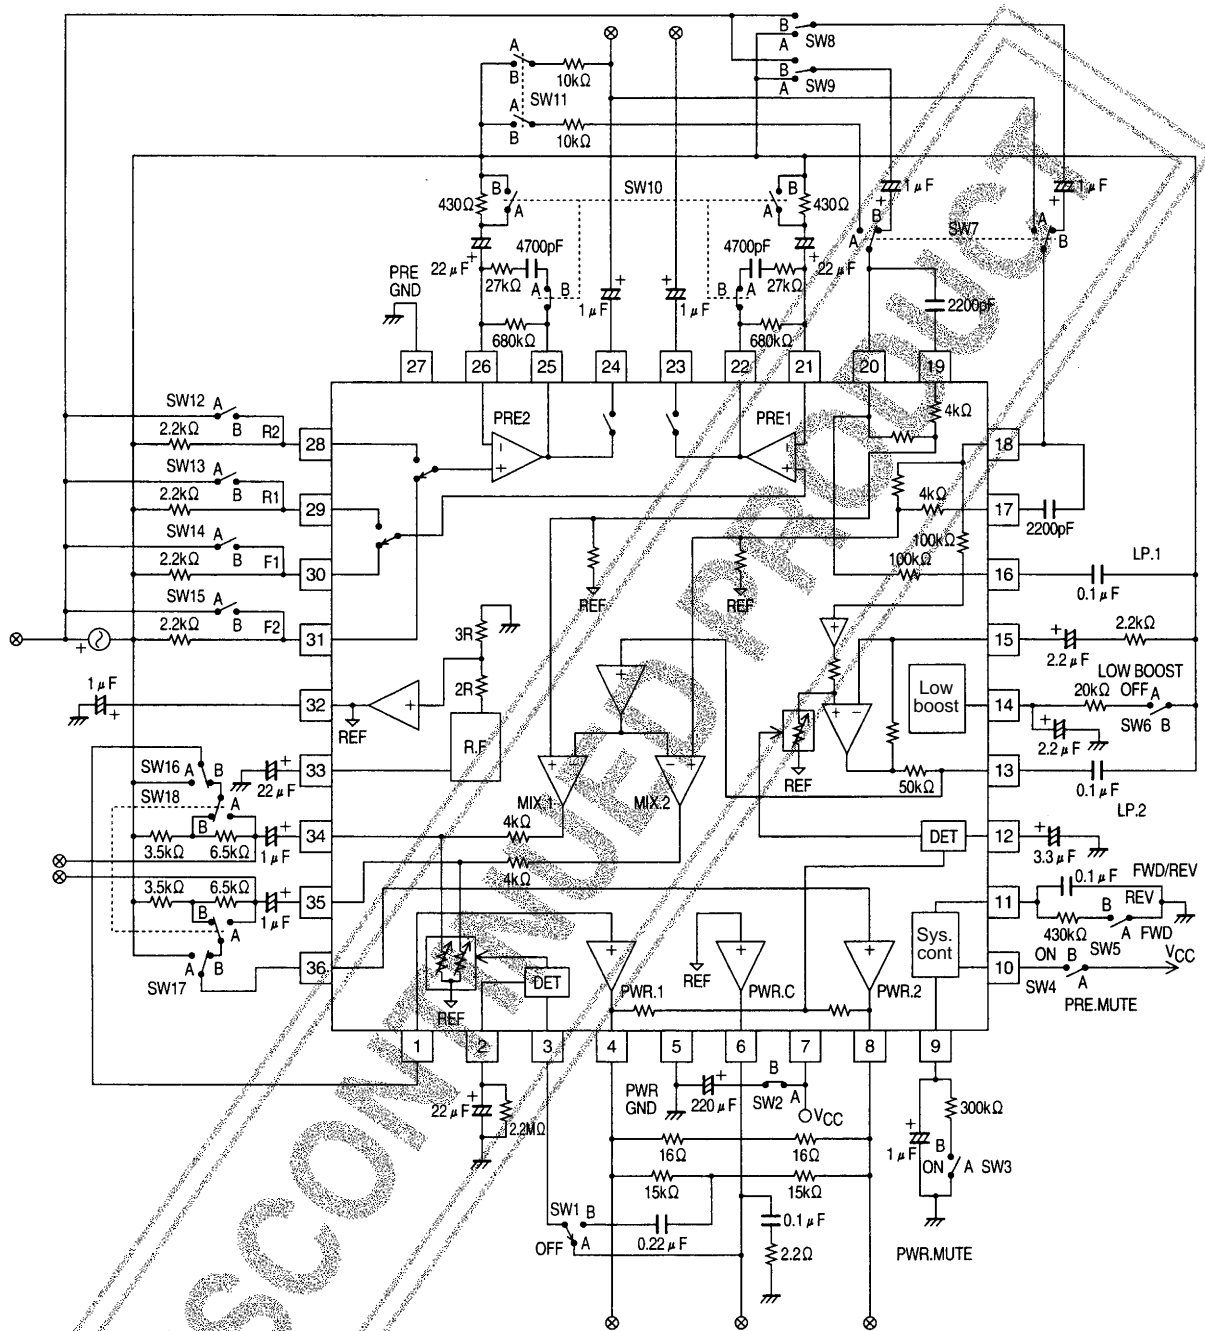 B
A SW8
B
A SW9
A
B
10kΩ
SW11
A
B
10kΩ
SW10
B
A
430Ω
B
A
430Ω
1μF
1μF
SW7
A
B
A
B
22μF
4700pF
27kΩ
A B
680kΩ
1μF
1μF
4700pF
27kΩ
B A
680kΩ
22μF
2200pF
PRE
GND
27
26
25
24
23
22
21
20
19
PRE2
PRE1
4kΩ
SW12 A
B R2
2.2kΩ
28
SW13 A
B R1
2.2kΩ
29
SW14 A
B F1
2.2kΩ
30
SW15 A
B F2
2.2kΩ
31
18
4kΩ
17
2200pF
100kΩ
100kΩ
16
LP.1
0.1μF
REF
REF
3R
2R
R.F
15
2.2μF
2.2kΩ
LOW BOOST
Low
boost
14
20kΩ
OFF A
SW6 B
2.2μF
1μF
32
REF
REF
50kΩ
13
0.1μF
LP.2
SW16
A B
22μF
33
MIX.1
MIX.2
SW18
A
B
3.5kΩ
6.5kΩ
1μF
34
4kΩ
4kΩ
DET
12
3.3μF
3.5kΩ
6.5kΩ
1μF
35
B
A
A B
SW17
36
11
0.1μF
FWD/REV
REV
B
A
FWD
430kΩ
SW5
Sys.
cont
10
ON B
A
SW4
VCC
PRE.MUTE
REF
DET
PWR.1
REF
PWR.C
PWR.2
1
2
3
4
5
6
7
8
9
22μF
2.2MΩ
PWR
GND
220μF
B
SW2
A
VCC
16Ω
16Ω
15kΩ
15kΩ
SW1 B
OFF A
0.22μF
0.1μF
2.2Ω
1μF
300kΩ
B
ON A SW3
PWR.MUTE
DISCONTINUED PRODUCT